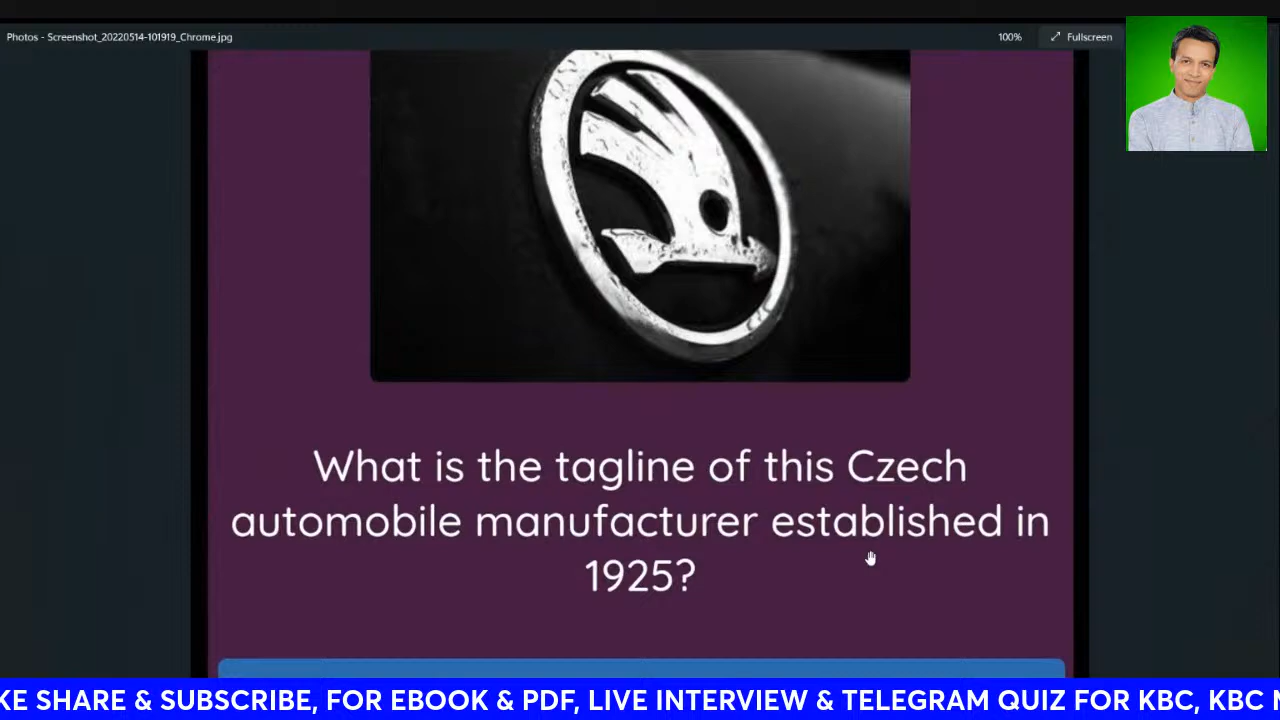 Photos - Screenshot_20220514-101919_Chrome.jpg
100%
Fullscreen
What is the tagline of this Czech
automobile manufacturer established in
1925?
KE SHARE & SUBSCRIBE, FOR EBOOK & PDF, LIVE INTERVIEW & TELEGRAM QUIZ FOR KBC, KBC